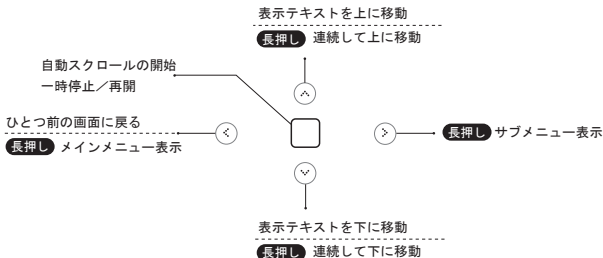 表示テキストを上に移動
長押し 連続して上に移動
自動スクロールの開始
一時停止／再開
ひとつ前の画面に戻る
長押し メインメニュー表示
長押し サブメニュー表示
表示テキストを下に移動
長押し 連続して下に移動